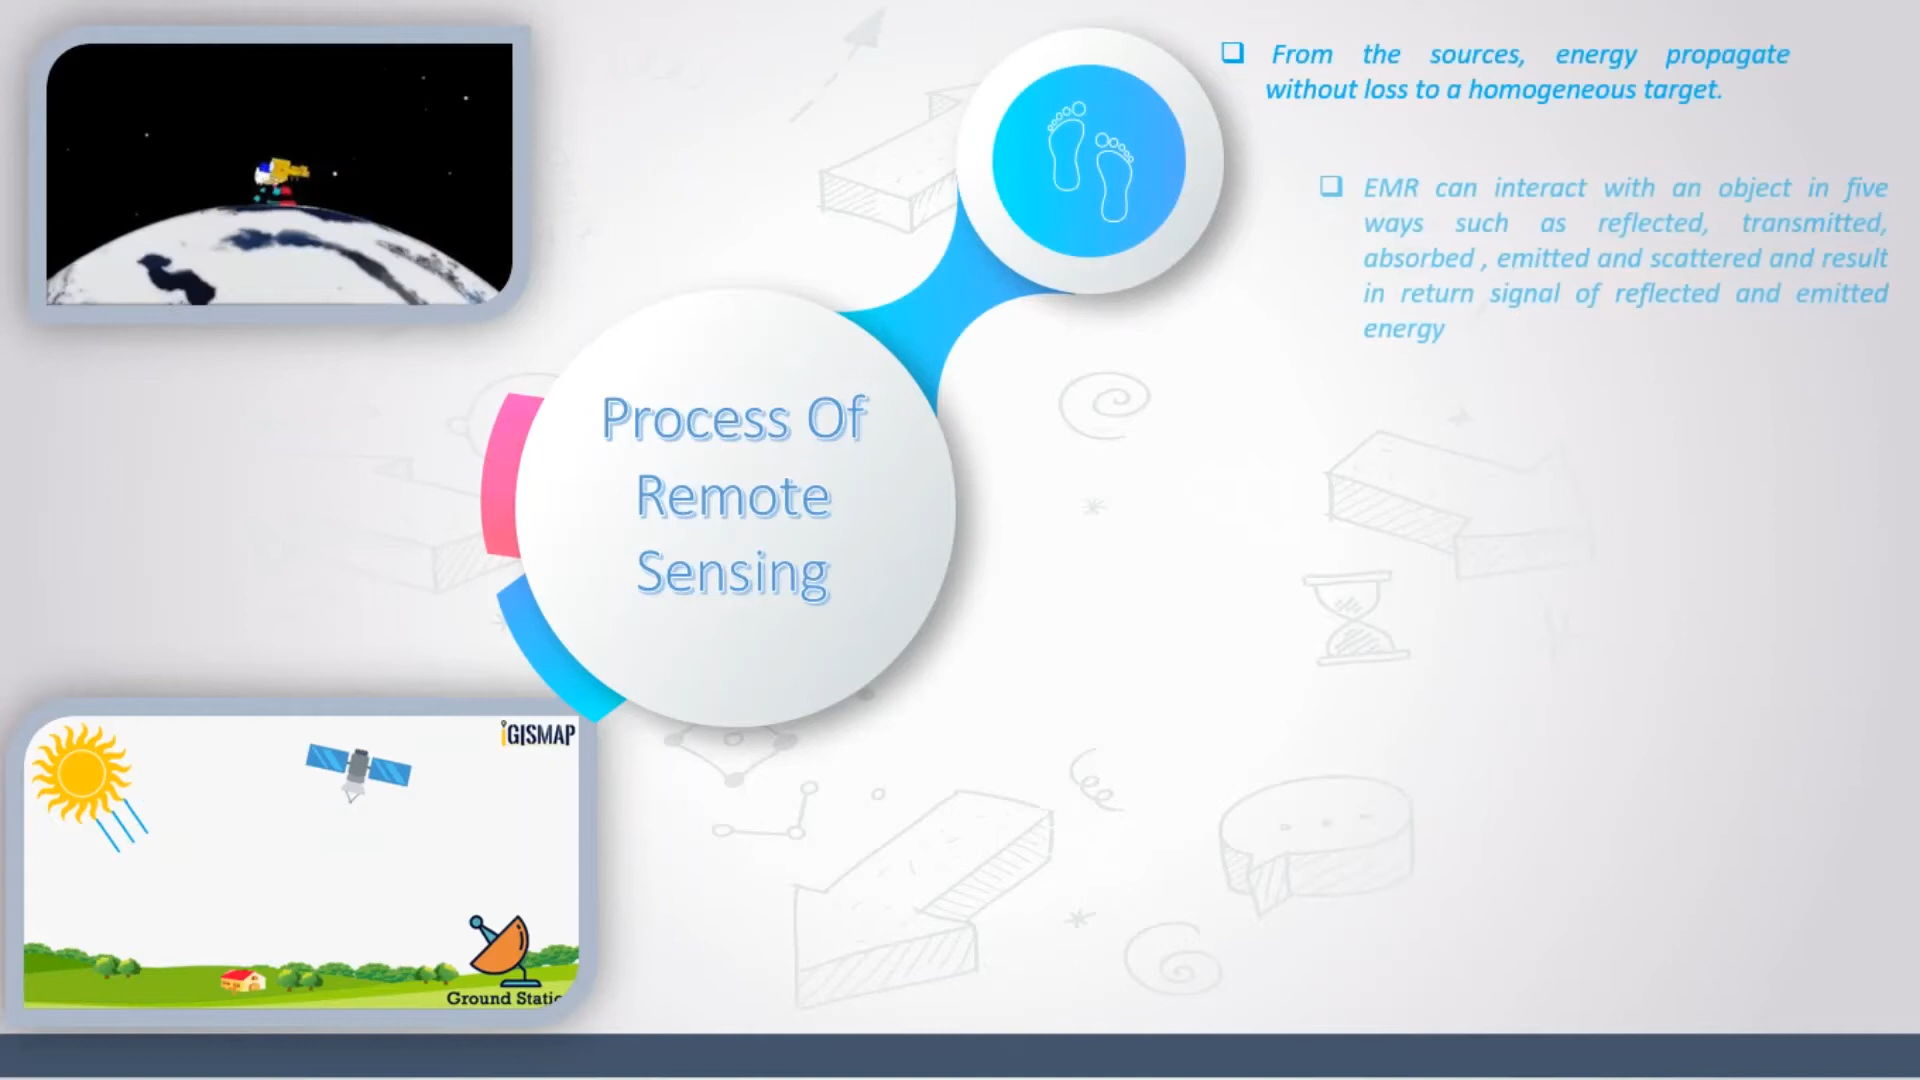 From the sources, energy propagate
without loss to a homogeneous target.
EMR can interact with an object in five
ways such as reflected, transmitted,
absorbed , emitted and scattered and result
in return signal of reflected and emitted
energy
Process Of
Remote
Sensing
iGISMAP
Ground Static